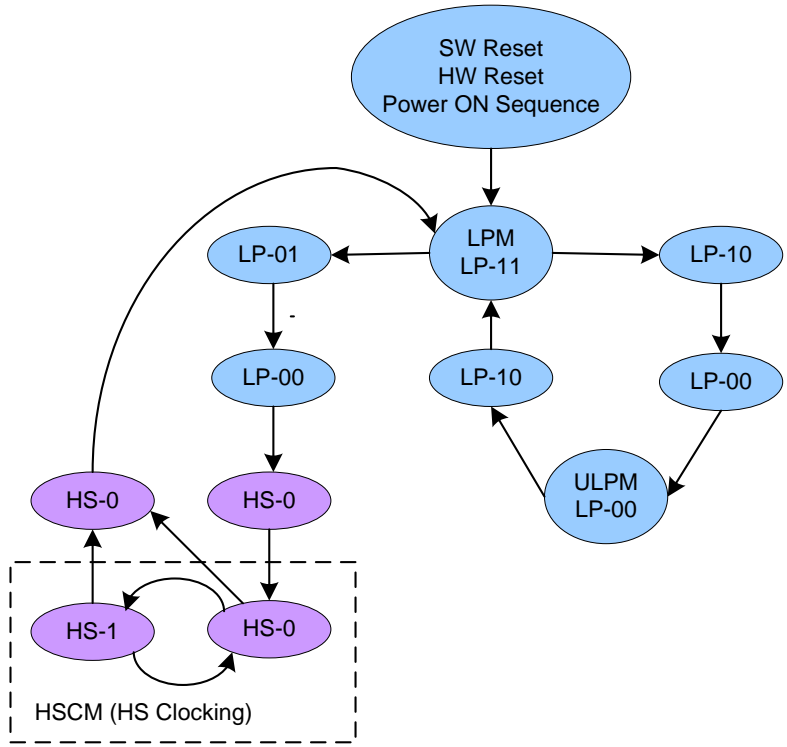 SW Reset
HW Reset
Power ON Sequence
LP-01
LPM
LP-11
LP-10
-
LP-00
LP-10
LP-00
HS-0
HS-0
ULPM
LP-00
HS-1
HS-0
HSCM (HS Clocking)